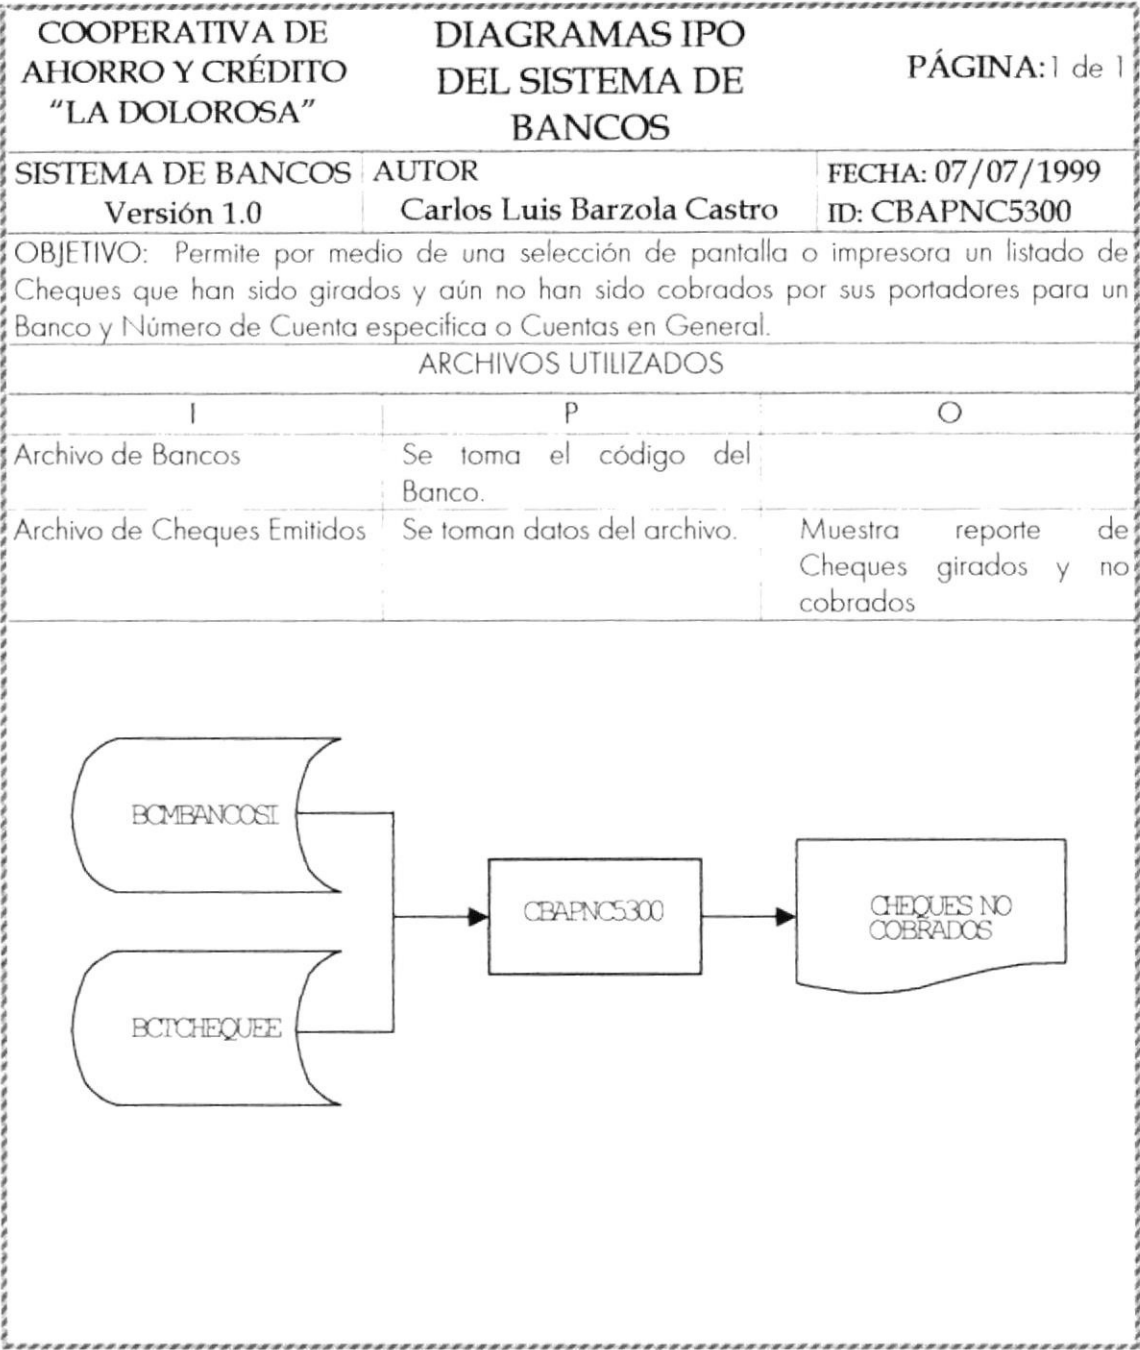 COOPERATIVA DE
AHORRO Y CRÉDITO
"LA DOLOROSA"
DIAGRAMAS IPO
DEL SISTEMA DE
BANCOS
PÁGINA:1 de 1
SISTEMA DE BANCOS
Versión 1.0
AUTOR
Carlos Luis Barzola Castro
FECHA: 07/07/1999
ID: CBAPNC5300
OBJETIVO: Permite por medio de una selección de pantalla o impresora un listado de
Cheques que han sido girados y aún no han sido cobrados por sus portadores para un
Banco y Número de Cuenta especifica o Cuentas en General.
ARCHIVOS UTILIZADOS
I P O
Archivo de Bancos
Se toma el código del
Banco.
Archivo de Cheques Emitidos
Se toman datos del archivo.
Muestra reporte de
Cheques girados y no
cobrados
BCMBANCOSI
BCTCHEQUEE
CBAPNC5300
CHEQUES NO
COBRADOS